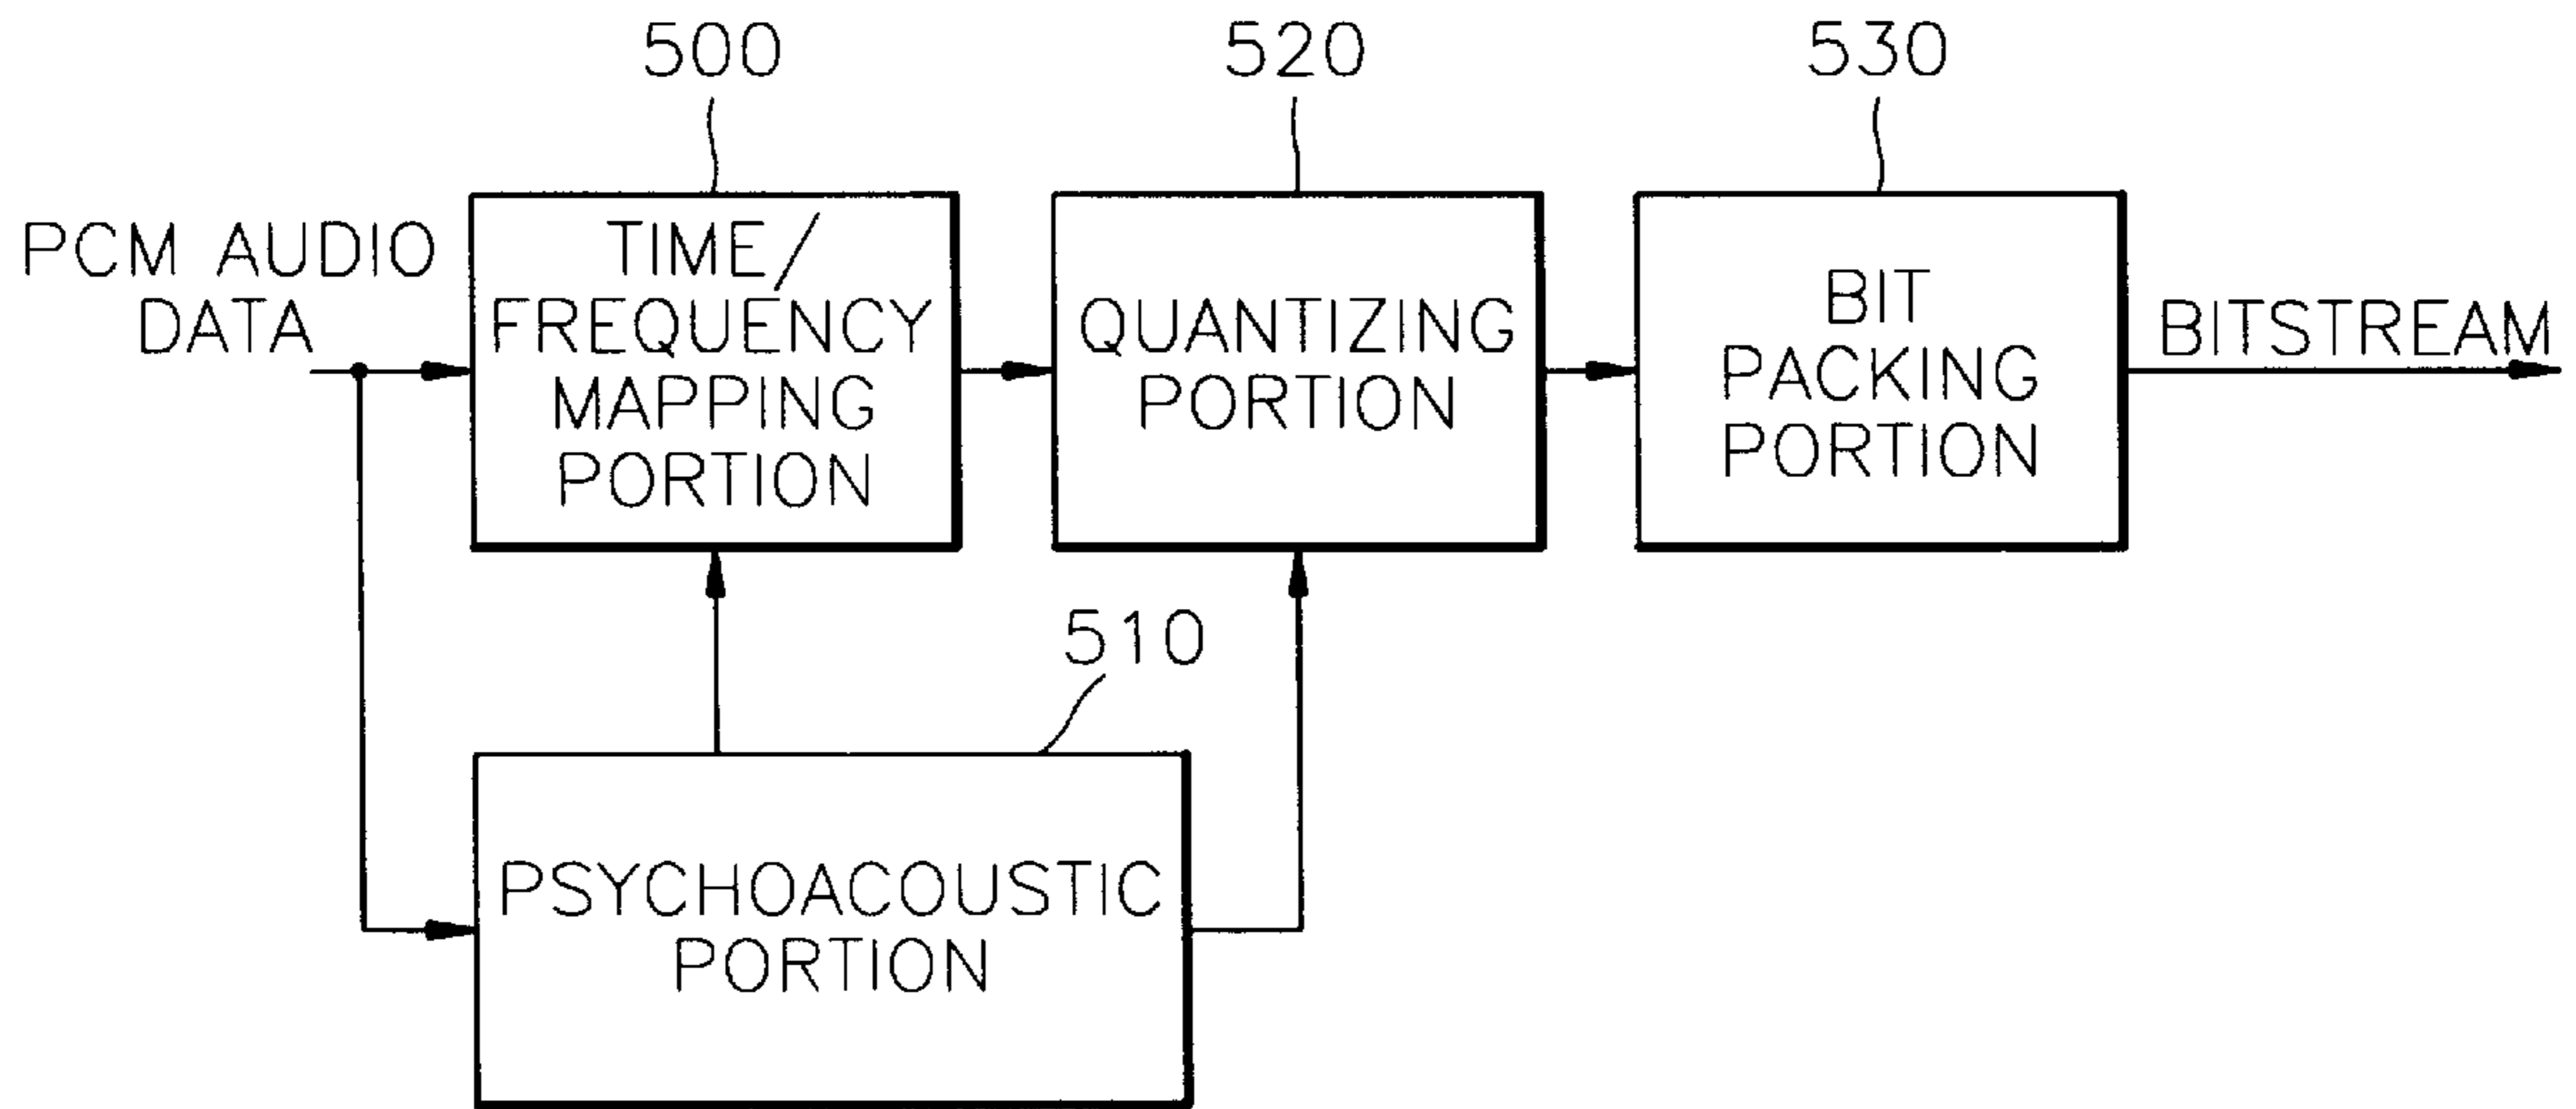 500
520
530
PCM AUDIO
DATA
TIME/
FREQUENCY
MAPPING
PORTION
QUANTIZING
PORTION
BIT
PACKING
PORTION
BITSTREAM
510
PSYCHOACOUSTIC
PORTION